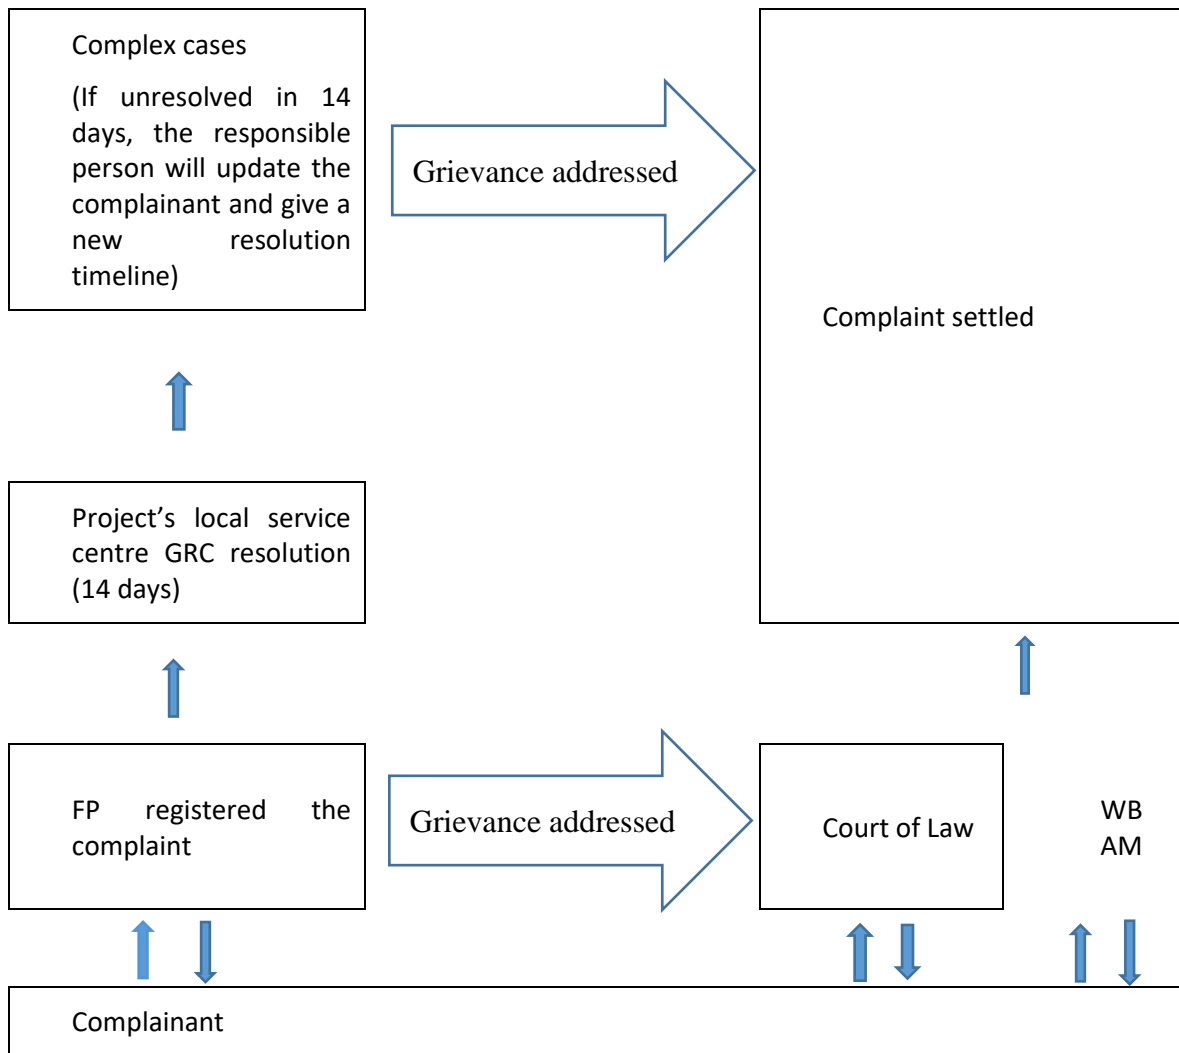 Complex cases
(If unresolved in 14
days, the responsible
person will update the
complainant and give a
new resolution
timeline)
Grievance addressed
Complaint settled
Project’s local service
centre GRC resolution
(14 days)
FP registered the
complaint
Grievance addressed
Court of Law
WB
AM
Complainant